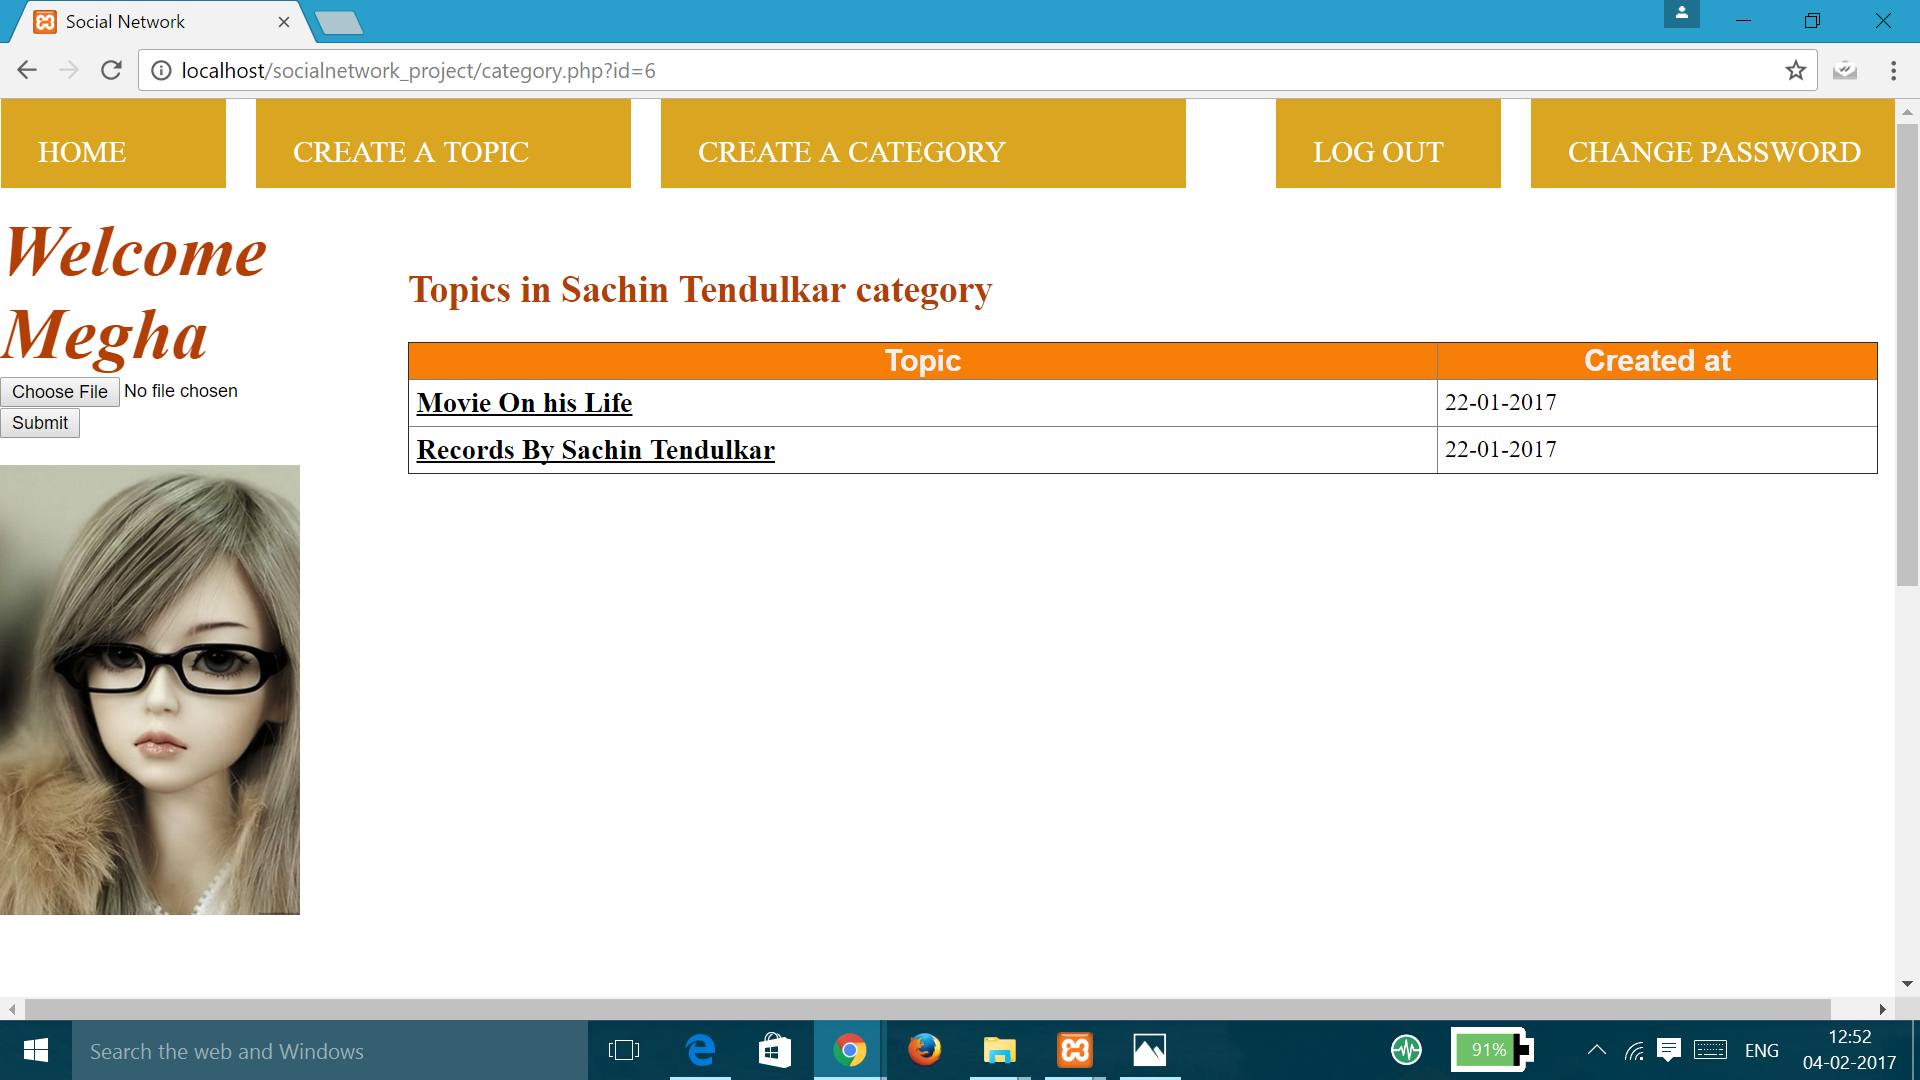 Social Network
localhost/socialnetwork_project/category.php?id=6
HOME
CREATE A TOPIC
CREATE A CATEGORY
LOG OUT
CHANGE PASSWORD
Welcome
Megha
Choose File No file chosen
Submit
Topics in Sachin Tendulkar category
Topic Created at
Movie On his Life 22-01-2017
Records By Sachin Tendulkar 22-01-2017
Search the web and Windows
91%
ENG
12:52
04-02-2017